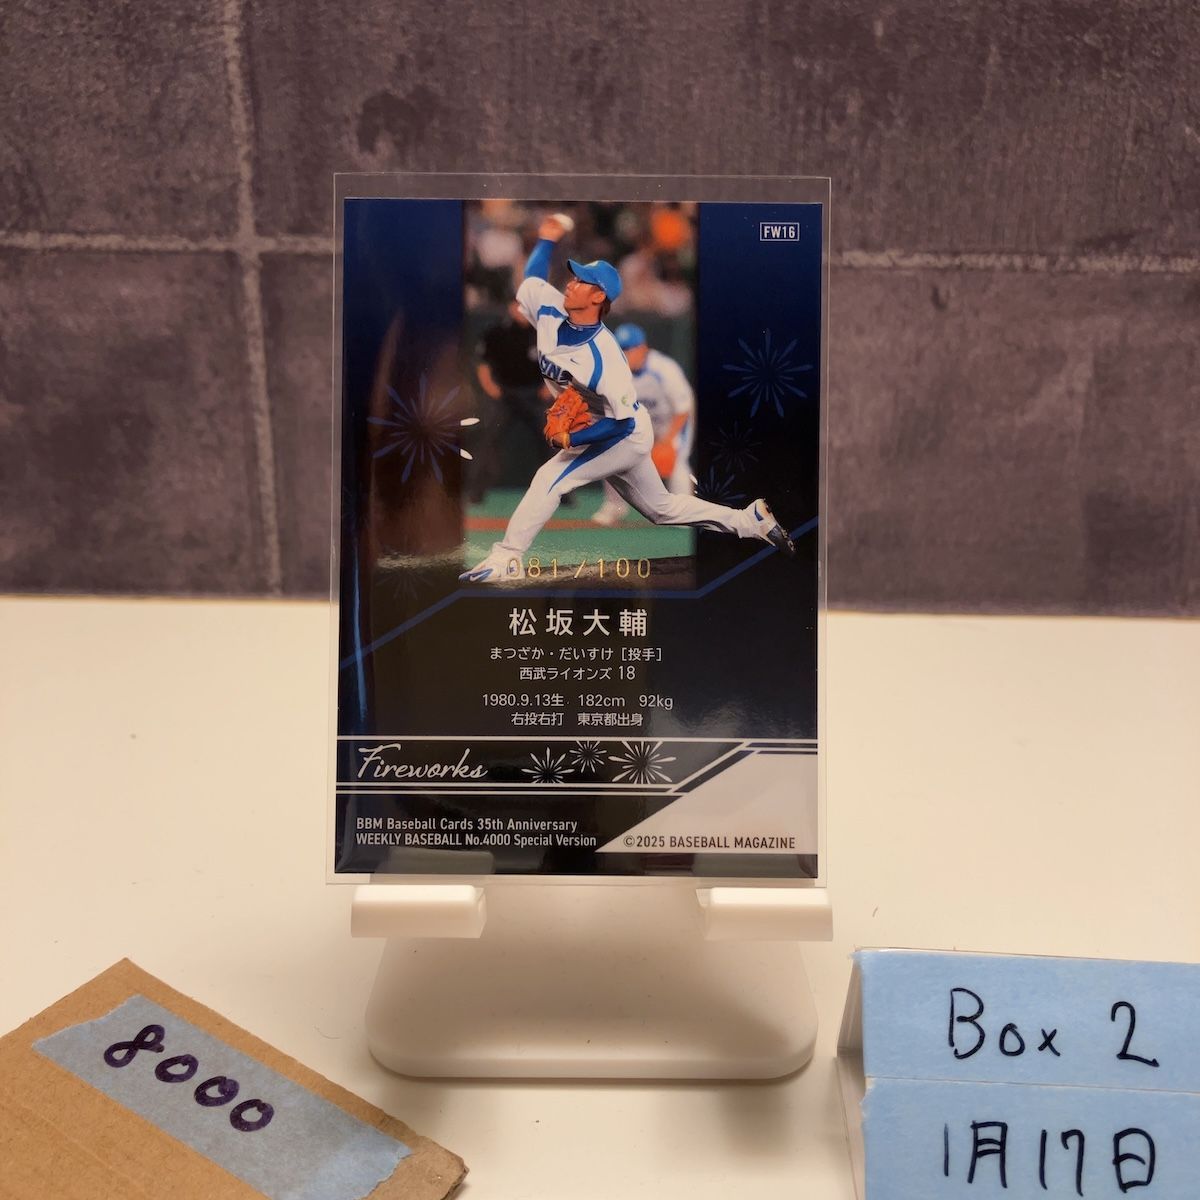 FW16
081/100
松坂大輔
まつざか・だいすけ［投手］
西武ライオンズ 18
1980.9.13生 182cm 92kg
右投右打 東京都出身
Fireworks
BBM Baseball Cards 35th Anniversary
WEEKLY BASEBALL No.4000 Special Version
©2025 BASEBALL MAGAZINE
8000
Box 2
1月17日